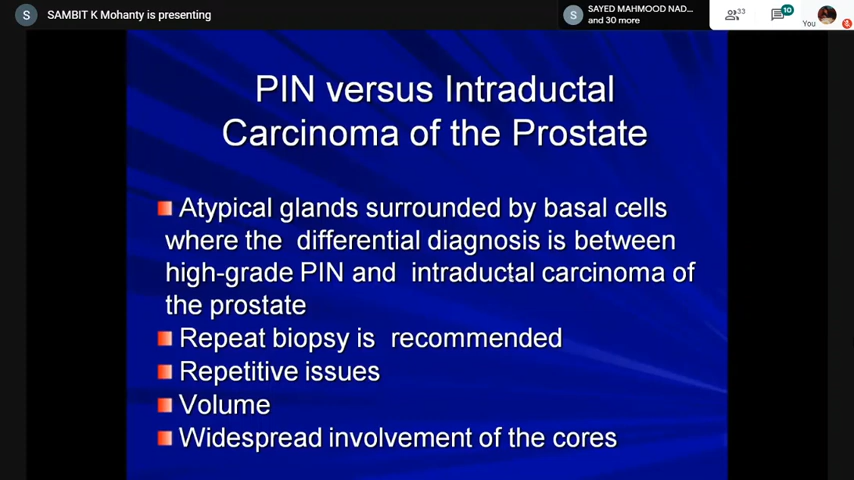 S SAMBIT K Mohanty is presenting
S SAYED MAHMOOD NAD...
and 30 more
33
10
You
PIN versus Intraductal
Carcinoma of the Prostate
Atypical glands surrounded by basal cells
where the differential diagnosis is between
high-grade PIN and intraductal carcinoma of
the prostate
Repeat biopsy is recommended
Repetitive issues
Volume
Widespread involvement of the cores